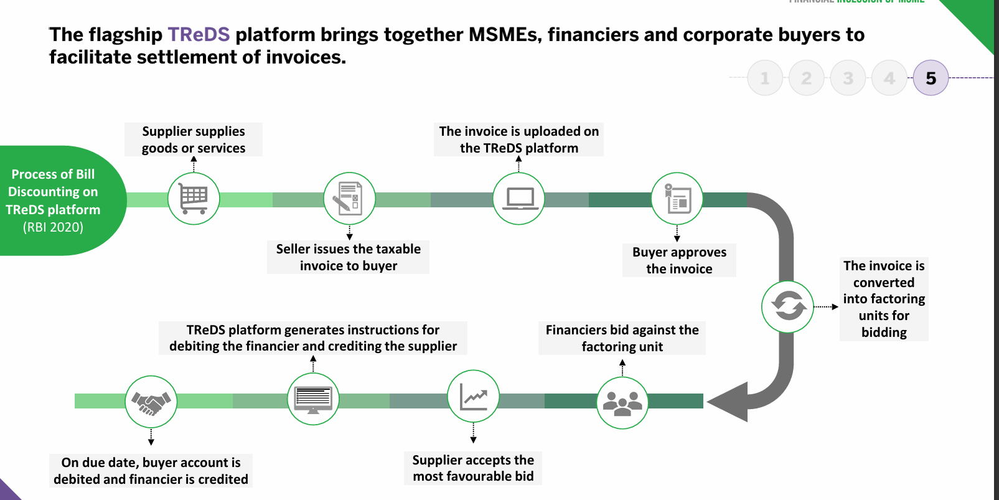 The flagship TReDS platform brings together MSMEs, financiers and corporate buyers to
facilitate settlement of invoices.
1 2 3 4 5
Supplier supplies
goods or services
The invoice is uploaded on
the TReDS platform
Process of Bill
Discounting on
TReDS platform
(RBI 2020)
Seller issues the taxable
invoice to buyer
Buyer approves
the invoice
The invoice is
converted
into factoring
units for
bidding
Financiers bid against the
factoring unit
Supplier accepts the
most favourable bid
TReDS platform generates instructions for
debiting the financier and crediting the supplier
On due date, buyer account is
debited and financier is credited